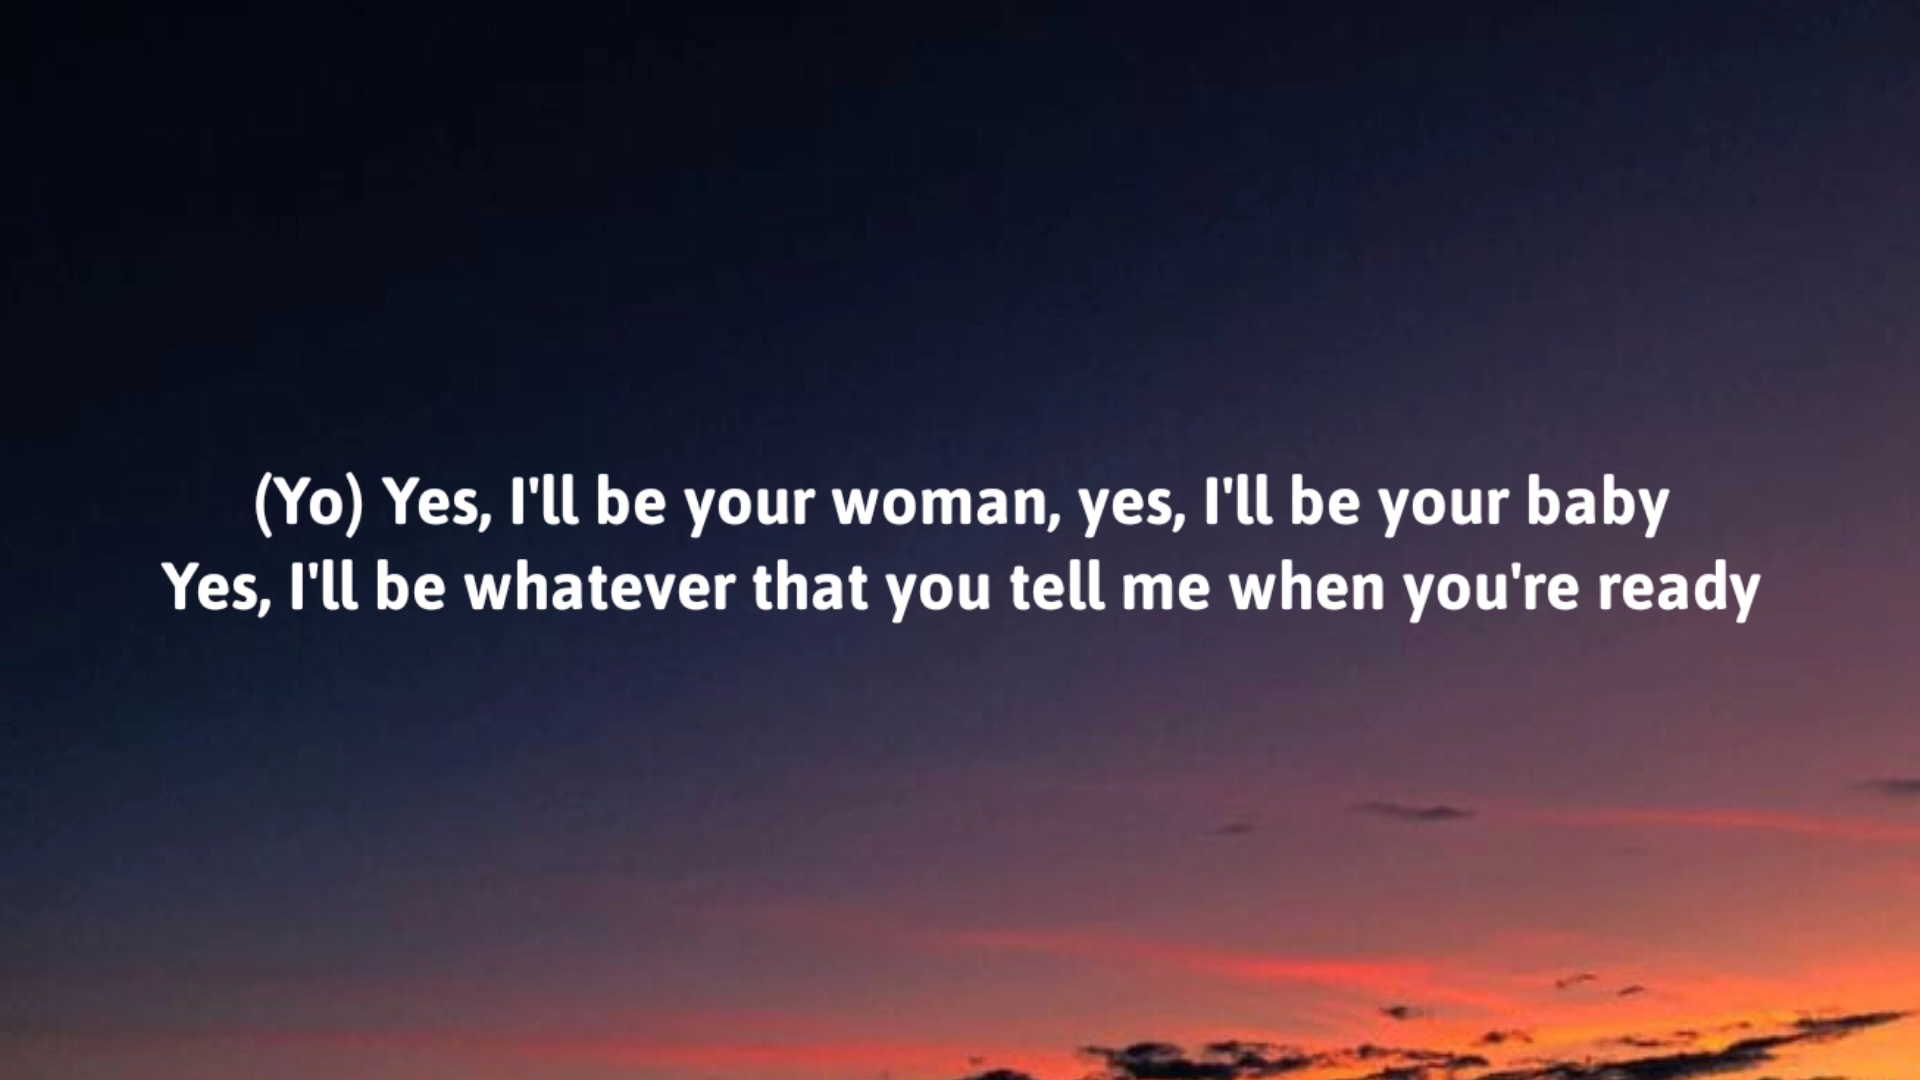 (Yo) Yes, I'll be your woman, yes, I'll be your baby
Yes, I'll be whatever that you tell me when you're ready